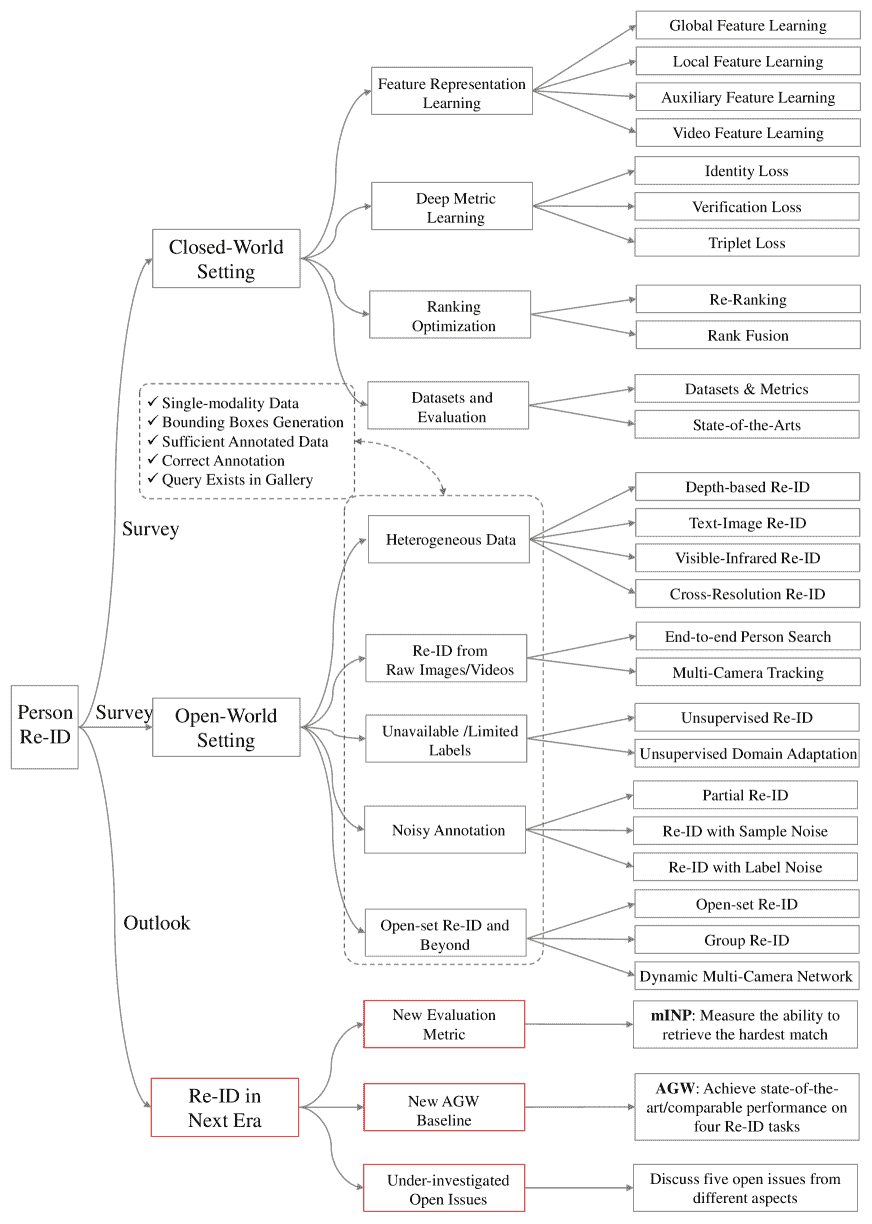 Person
Re-ID
Survey
Survey
Outlook
Closed-World
Setting
Feature Representation
Learning
Global Feature Learning
Local Feature Learning
Auxiliary Feature Learning
Video Feature Learning
Deep Metric
Learning
Identity Loss
Verification Loss
Triplet Loss
Ranking
Optimization
Re-Ranking
Rank Fusion
Datasets and
Evaluation
Datasets & Metrics
State-of-the-Arts
✓ Single-modality Data
✓ Bounding Boxes Generation
✓ Sufficient Annotated Data
✓ Correct Annotation
✓ Query Exists in Gallery
Open-World
Setting
Heterogeneous Data
Depth-based Re-ID
Text-Image Re-ID
Visible-Infrared Re-ID
Cross-Resolution Re-ID
Re-ID from
Raw Images/Videos
End-to-end Person Search
Multi-Camera Tracking
Unavailable /Limited
Labels
Unsupervised Re-ID
Unsupervised Domain Adaptation
Noisy Annotation
Partial Re-ID
Re-ID with Sample Noise
Re-ID with Label Noise
Open-set Re-ID and
Beyond
Open-set Re-ID
Group Re-ID
Dynamic Multi-Camera Network
Re-ID in
Next Era
New Evaluation
Metric
mINP: Measure the ability to
retrieve the hardest match
New AGW
Baseline
AGW: Achieve state-of-the-
art/comparable performance on
four Re-ID tasks
Under-investigated
Open Issues
Discuss five open issues from
different aspects